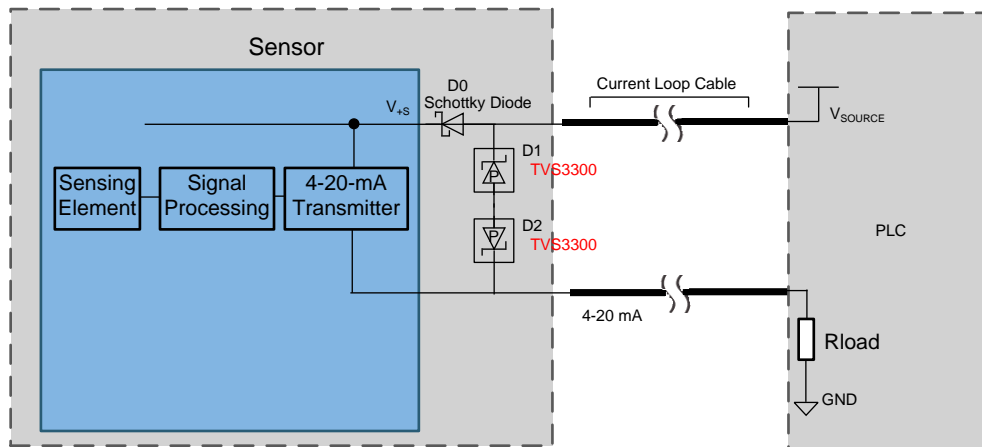 Sensor
D0
Schottky Diode
V+S
Current Loop Cable
VSOURCE
D1
TVS3300
P
Sensing
Element
Signal
Processing
4-20-mA
Transmitter
D2
TVS3300
P
PLC
4-20 mA
Rload
GND